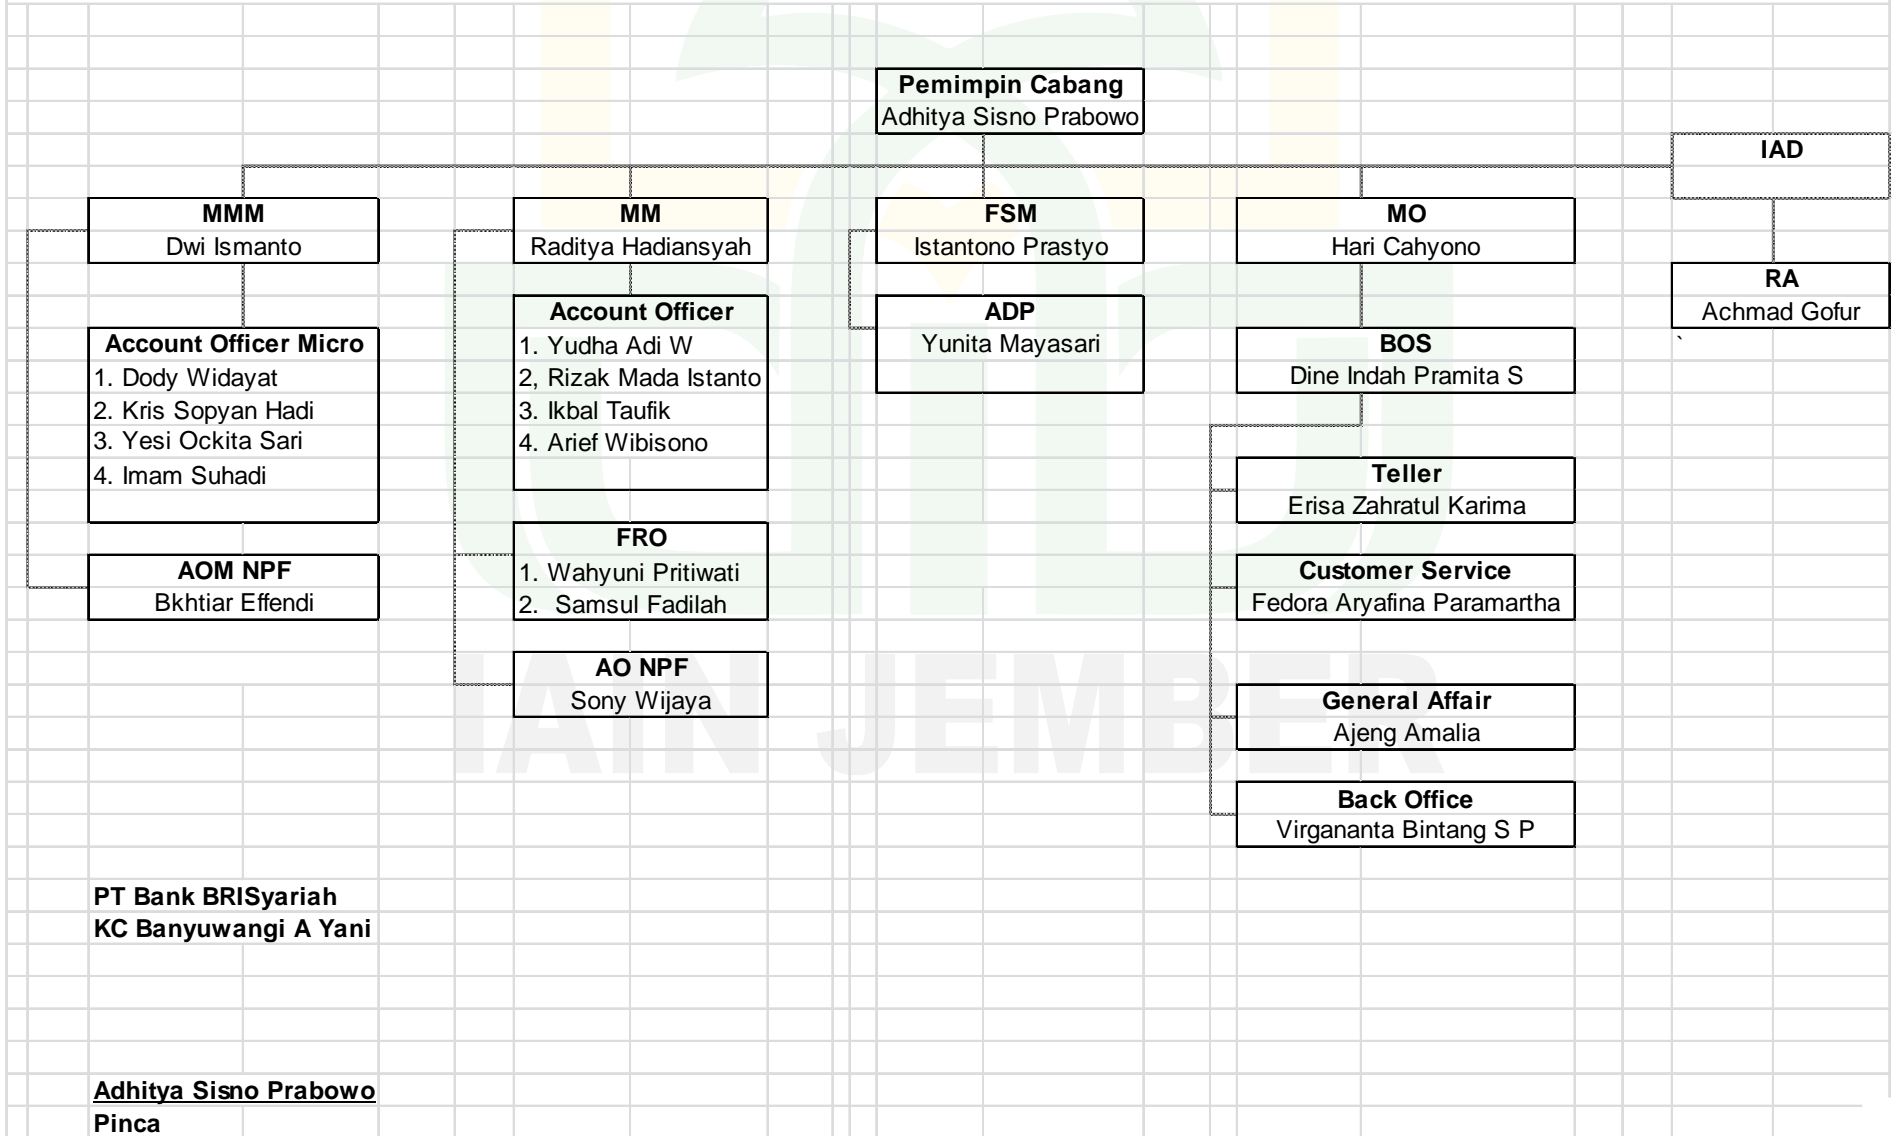 Pemimpin Cabang
Adhitya Sisno Prabowo
IAD
MMM
Dwi Ismanto
MM
Raditya Hadiansyah
FSM
Istantono Prastyo
MO
Hari Cahyono
RA
Achmad Gofur
`
Account Officer Micro
1. Dody Widayat
2. Kris Sopyan Hadi
3. Yesi Ockita Sari
4. Imam Suhadi
AOM NPF
Bkhtiar Effendi
Account Officer
1. Yudha Adi W
2, Rizak Mada Istanto
3. Ikbal Taufik
4. Arief Wibisono
FRO
1. Wahyuni Pritiwati
2. Samsul Fadilah
AO NPF
Sony Wijaya
ADP
Yunita Mayasari
BOS
Dine Indah Pramita S
Teller
Erisa Zahratul Karima
Customer Service
Fedora Aryafina Paramartha
General Affair
Ajeng Amalia
Back Office
Virgananta Bintang S P
IAIN JEMBER
PT Bank BRISyariah
KC Banyuwangi A Yani
Adhitya Sisno Prabowo
Pinca